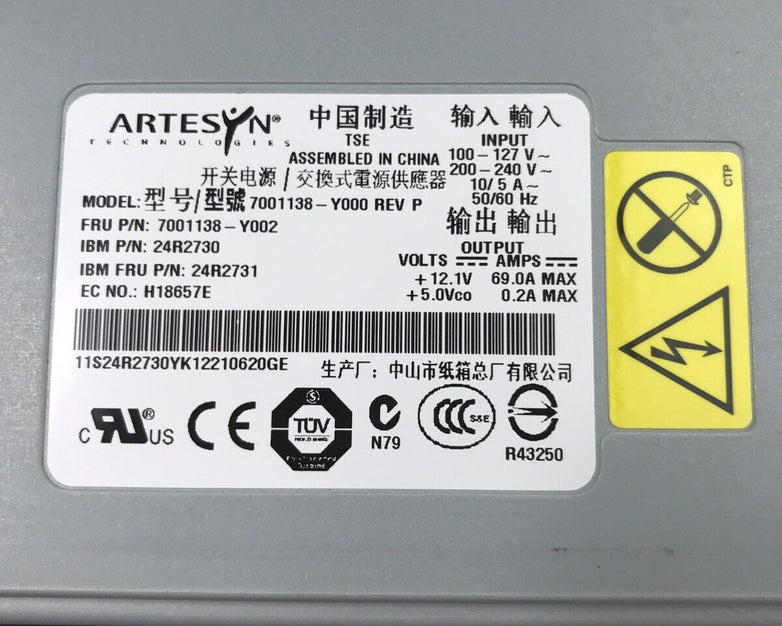 ARTESYN®
TECHNOLOGIES
中国制造
TSE
ASSEMBLED IN CHINA
开关电源 / 交換式電源供應器
MODEL: 型号/型號 7001138-Y000 REV P
FRU P/N: 7001138-Y002
IBM P/N: 24R2730
IBM FRU P/N: 24R2731
EC NO.: H18657E
输入 輸入
INPUT
100-127 V~
200-240 V~
10/5 A~
50/60 Hz
输出 輸出
OUTPUT
VOLTS AMPS
+12.1V 69.0A MAX
+5.0Vco 0.2A MAX
11S24R2730YK12210620GE
生产厂: 中山市纸箱总厂有限公司
C RU® US
CE
S
TÜV
N79
CCC S&E
R43250
CTP